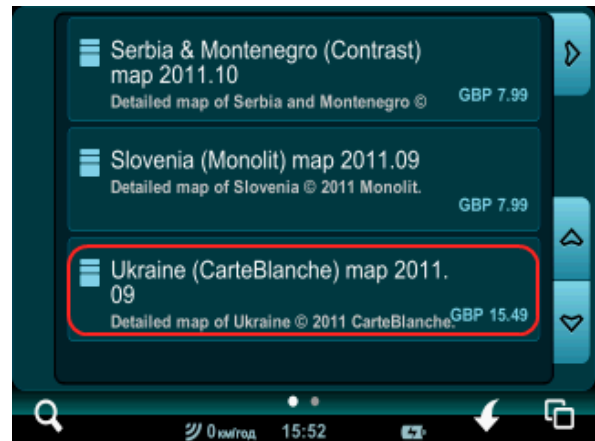 Serbia & Montenegro (Contrast)
map 2011.10
Detailed map of Serbia and Montenegro ©
GBP 7.99
Slovenia (Monolit) map 2011.09
Detailed map of Slovenia © 2011 Monolit.
GBP 7.99
Ukraine (CarteBlanche) map 2011.
09
Detailed map of Ukraine © 2011 CarteBlanche.
GBP 15.49
0 км/год 15:52